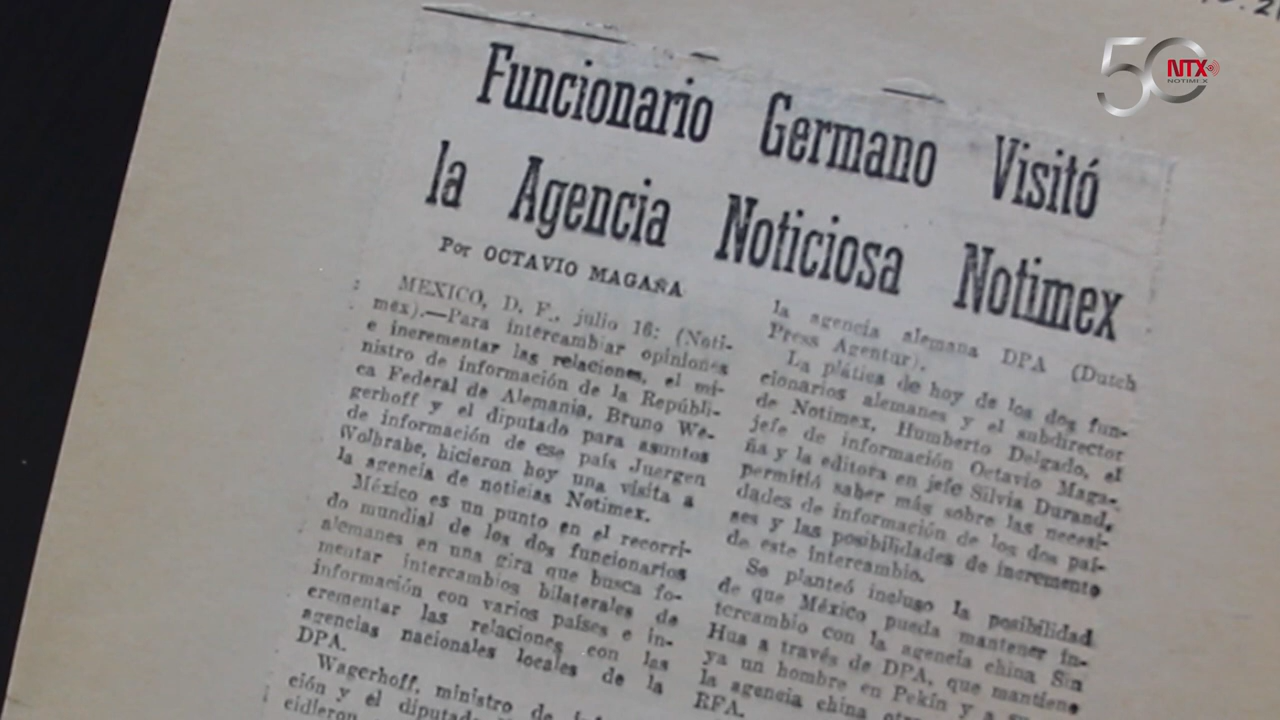 50 NTX
NOTIMEX
Funcionario Germano Visitó
la Agencia Noticiosa Notimex
Por OCTAVIO MAGAÑA
MEXICO, D. F., julio 16: (Noti-
mex).—Para intercambiar opiniones
e incrementar las relaciones, el mi-
nistro de información de la Repúbli-
ca Federal de Alemania, Bruno We-
gerhoff y el diputado para asuntos
de información de ese país Juergen
Wolhrabe, hicieron hoy una visita a
la agencia de noticias Notimex.
México es un punto en el recorri-
do mundial de los dos funcionarios
alemanes en una gira que busca fo-
mentar intercambios bilaterales de
información con varios países e in-
crementar las relaciones con las
agencias nacionales locales de la
DPA.
Wagerhoff, ministro de
ción y el
cidieron
la agencia alemana DPA (Dutch
Press Agentur).
La plática de hoy de los dos fun-
cionarios alemanes y el subdirector
de Notimex, Humberto Delgado, el
jefe de información Octavio Maga-
ña y la editora en jefe Silvia Durand,
permitió saber más sobre las necesi-
dades de información de los dos paí-
ses y las posibilidades de incremento
de este intercambio.
Se planteó incluso la posibilidad
de que México pueda mantener in-
tercambio con la agencia china Sin
Hua a través de DPA, que mantiene
ya un hombre en Pekín y a
la agencia china
RFA.